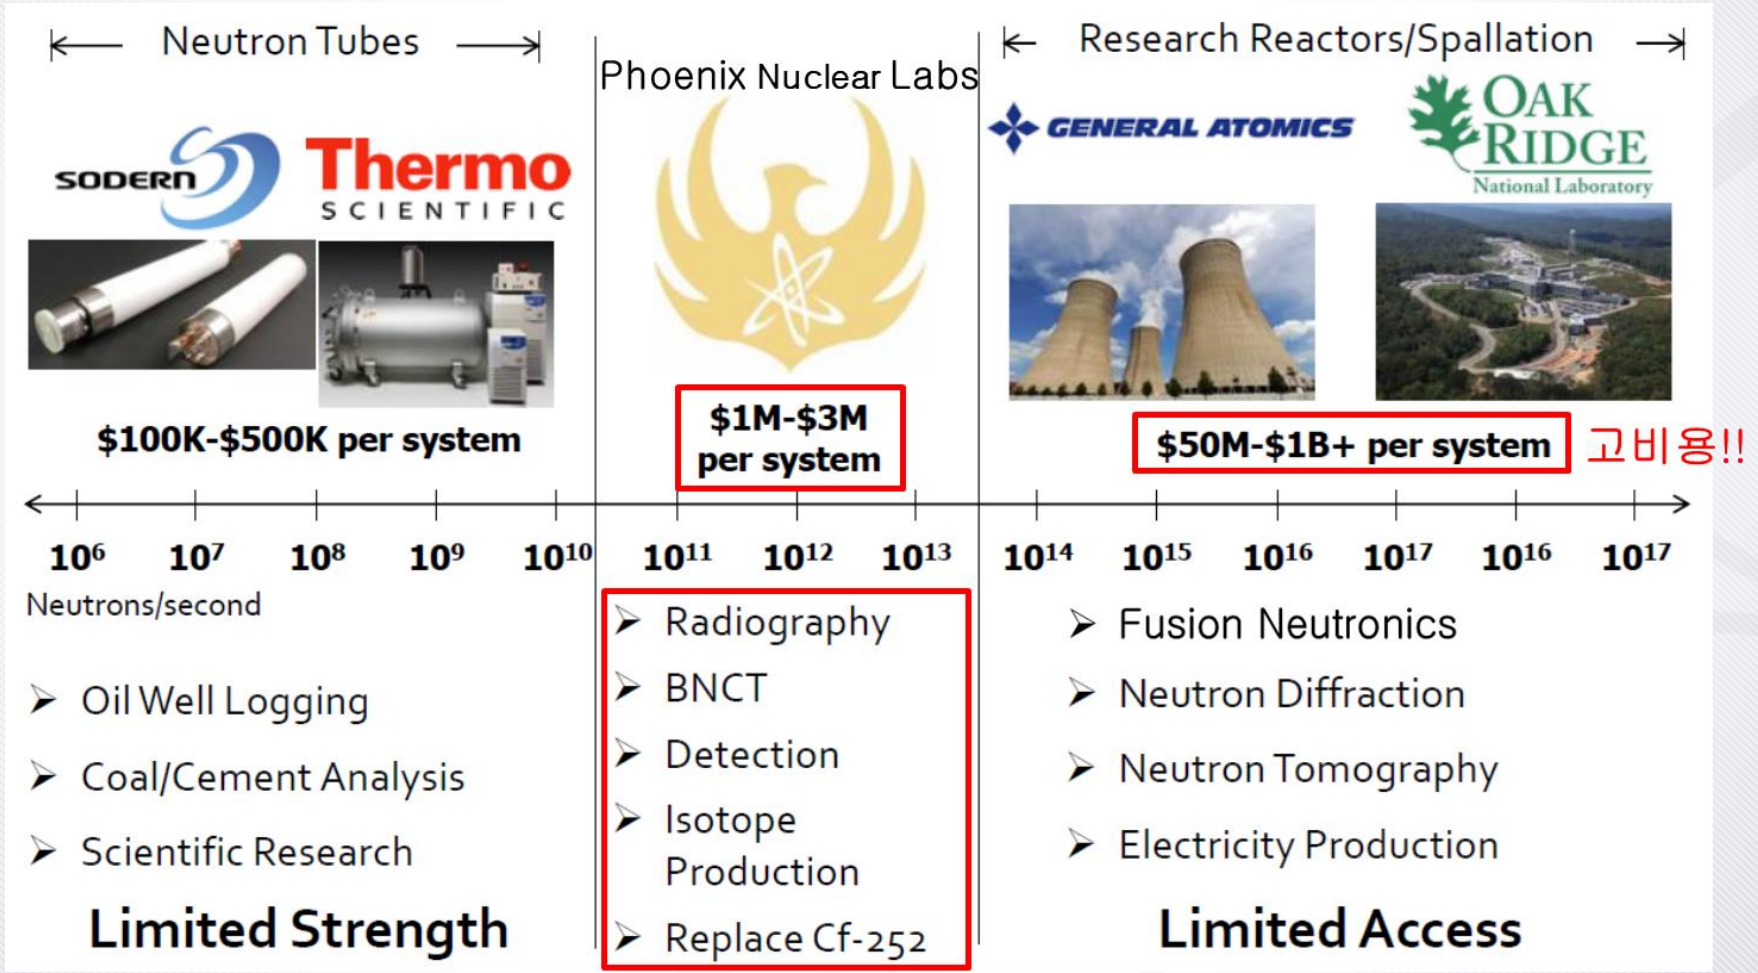 Neutron Tubes
SODERN
Thermo
SCIENTIFIC
$100K-$500K per system
Phoenix Nuclear Labs
$1M-$3M
per system
Research Reactors/Spallation
GENERAL ATOMICS
OAK
RIDGE
National Laboratory
$50M-$1B+ per system
고비용!!
10⁶ 10⁷ 10⁸ 10⁹ 10¹⁰ 10¹¹ 10¹² 10¹³ 10¹⁴ 10¹⁵ 10¹⁶ 10¹⁷ 10¹⁶ 10¹⁷
Neutrons/second
➢ Oil Well Logging
➢ Coal/Cement Analysis
➢ Scientific Research
Limited Strength
➢ Radiography
➢ BNCT
➢ Detection
➢ Isotope
Production
➢ Replace Cf-252
➢ Fusion Neutronics
➢ Neutron Diffraction
➢ Neutron Tomography
➢ Electricity Production
Limited Access